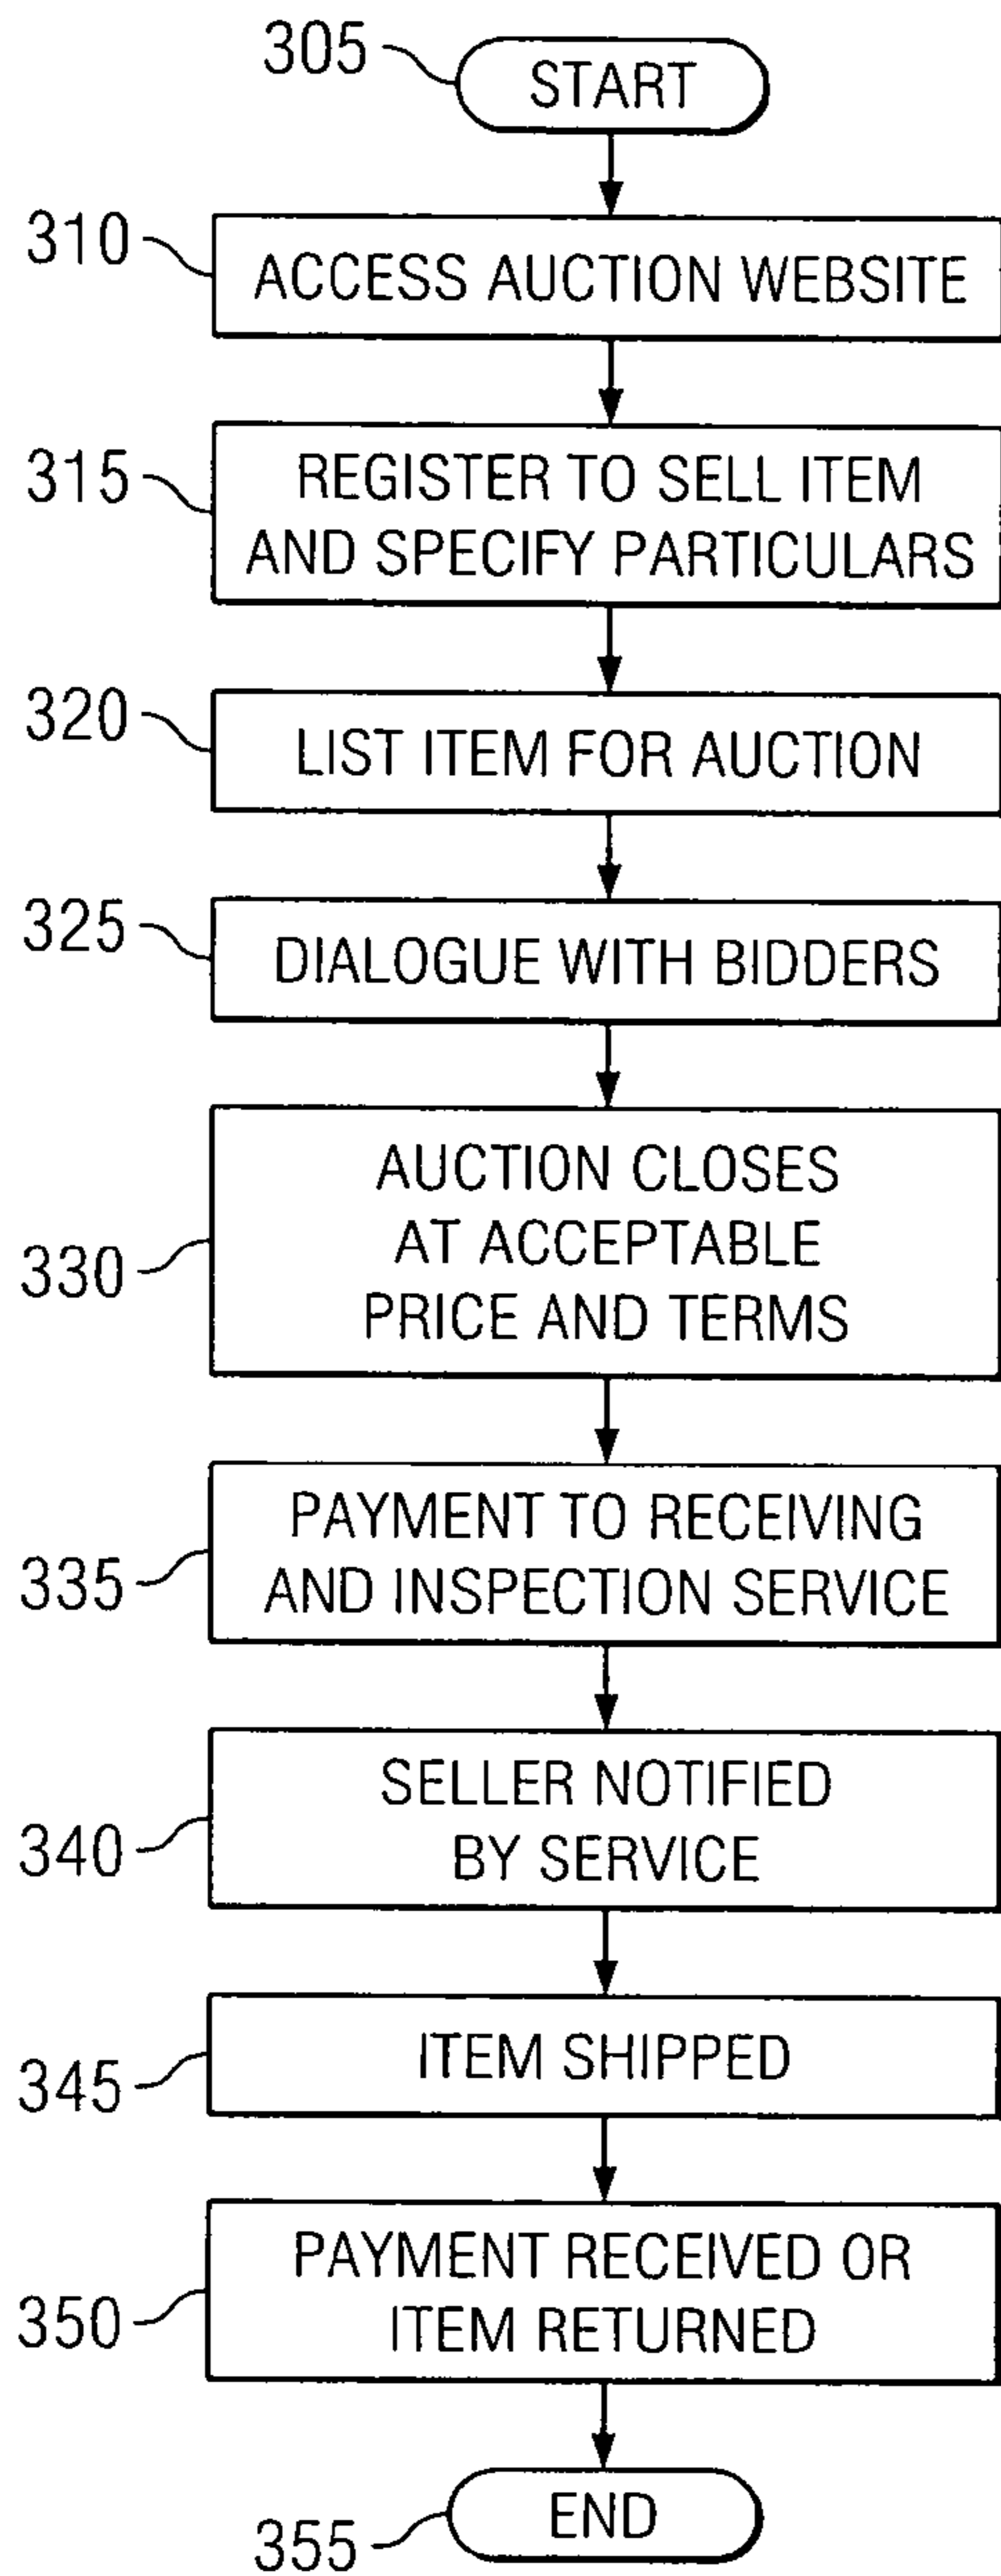 305
START
310
ACCESS AUCTION WEBSITE
315
REGISTER TO SELL ITEM
AND SPECIFY PARTICULARS
320
LIST ITEM FOR AUCTION
325
DIALOGUE WITH BIDDERS
330
AUCTION CLOSES
AT ACCEPTABLE
PRICE AND TERMS
335
PAYMENT TO RECEIVING
AND INSPECTION SERVICE
340
SELLER NOTIFIED
BY SERVICE
345
ITEM SHIPPED
350
PAYMENT RECEIVED OR
ITEM RETURNED
355
END